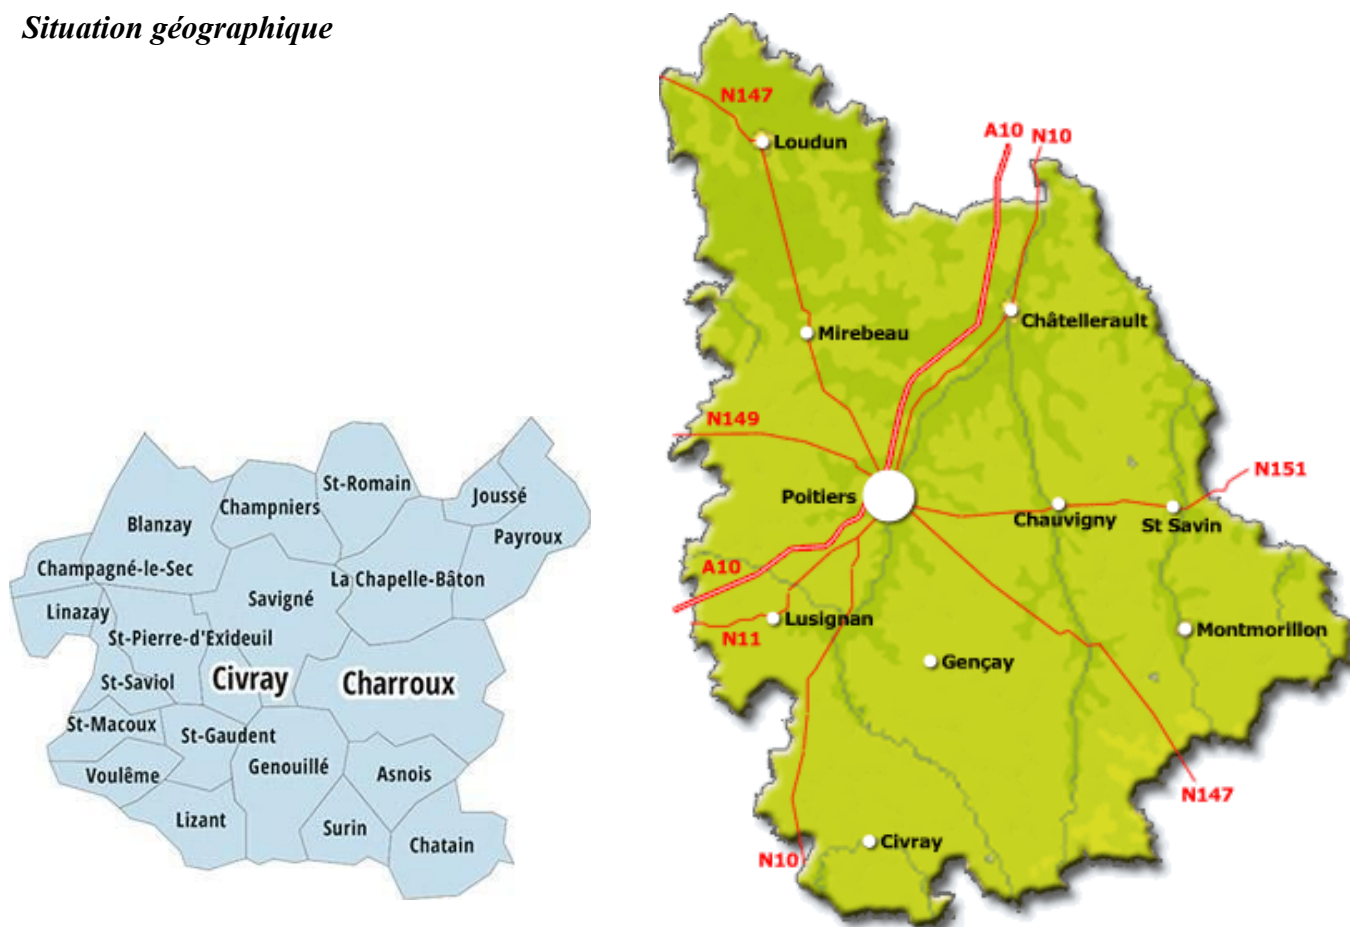 Situation géographique
St-Romain
Joussé
Champniers
Blanzay
Payroux
Champagné-le-Sec
La Chapelle-Bâton
Savigné
Linazay
St-Pierre-d'Exideuil
Civray
Charroux
St-Saviol
St-Macoux
St-Gaudent
Genouillé
Asnois
Voulême
Lizant
Surin
Chatain
N147
A10
N10
Loudun
Châtellerault
Mirebeau
N149
N151
Poitiers
Chauvigny
St Savin
A10
Lusignan
N11
Montmorillon
Gençay
N147
Civray
N10